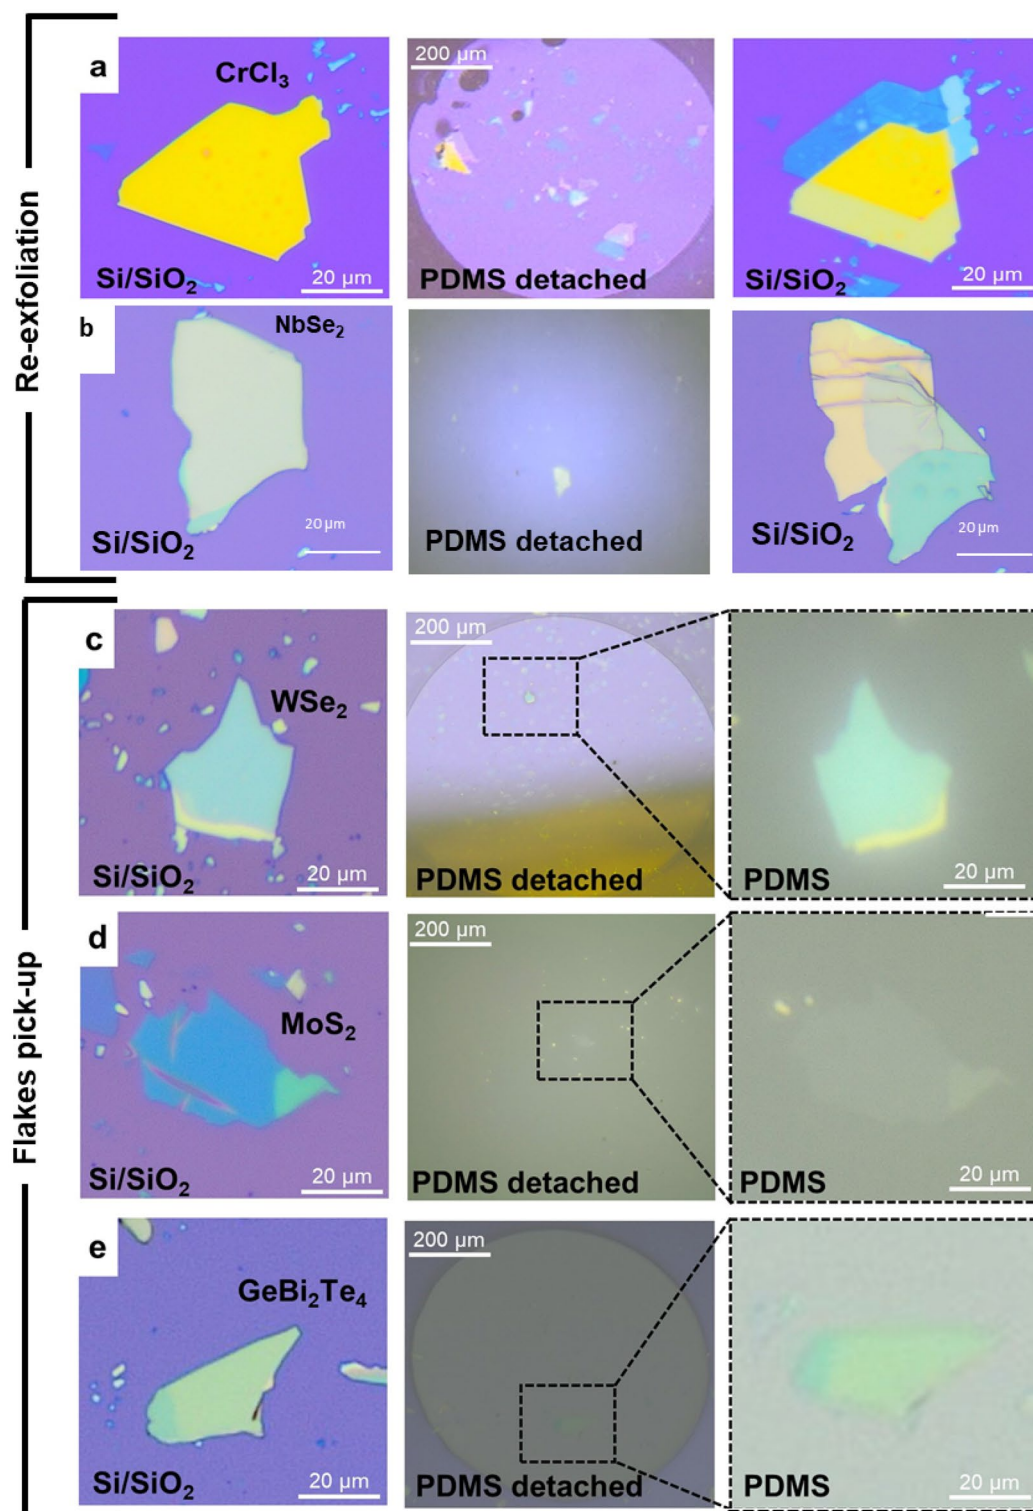 Re-exfoliation
a
CrCl₃
Si/SiO₂
20 µm
200 µm
PDMS detached
Si/SiO₂
20 µm
b
NbSe₂
Si/SiO₂
20 µm
PDMS detached
Si/SiO₂
20 µm
Flakes pick-up
c
WSe₂
Si/SiO₂
20 µm
200 µm
PDMS detached
PDMS
20 µm
d
MoS₂
Si/SiO₂
20 µm
200 µm
PDMS detached
PDMS
20 µm
e
GeBi₂Te₄
Si/SiO₂
20 µm
200 µm
PDMS detached
PDMS
20 µm